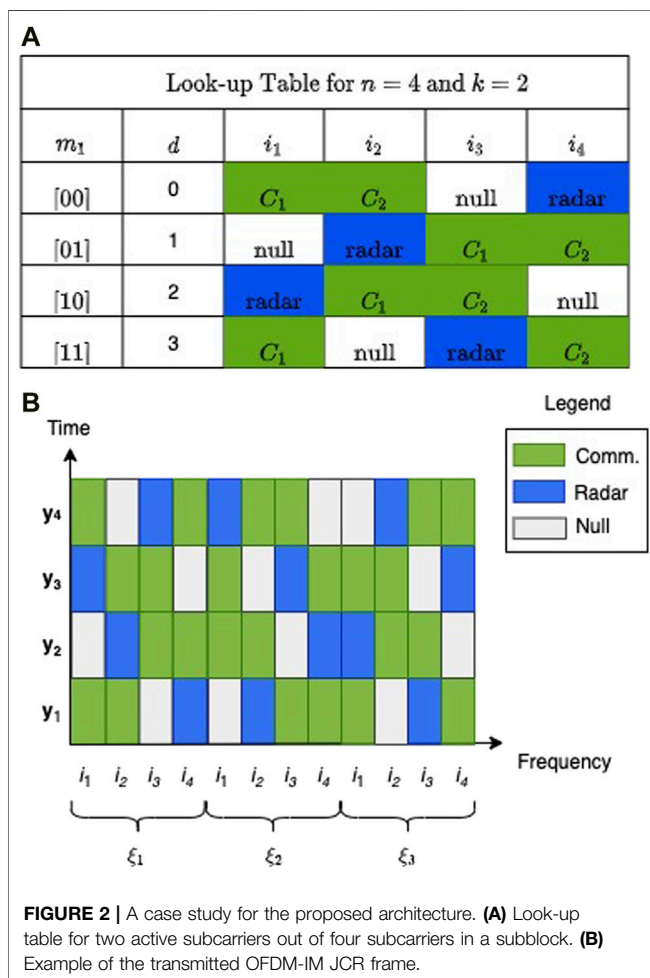 A
Look-up Table for n = 4 and k = 2
m₁ d i₁ i₂ i₃ i₄
[00] 0 C₁ C₂ null radar
[01] 1 null radar C₁ C₂
[10] 2 radar C₁ C₂ null
[11] 3 C₁ null radar C₂
B
Legend
Time
Comm.
Radar
Null
y₄
y₃
y₂
y₁
Frequency
i₁ i₂ i₃ i₄ i₁ i₂ i₃ i₄ i₁ i₂ i₃ i₄
ξ₁ ξ₂ ξ₃
FIGURE 2 | A case study for the proposed architecture. (A) Look-up
table for two active subcarriers out of four subcarriers in a subblock. (B)
Example of the transmitted OFDM-IM JCR frame.